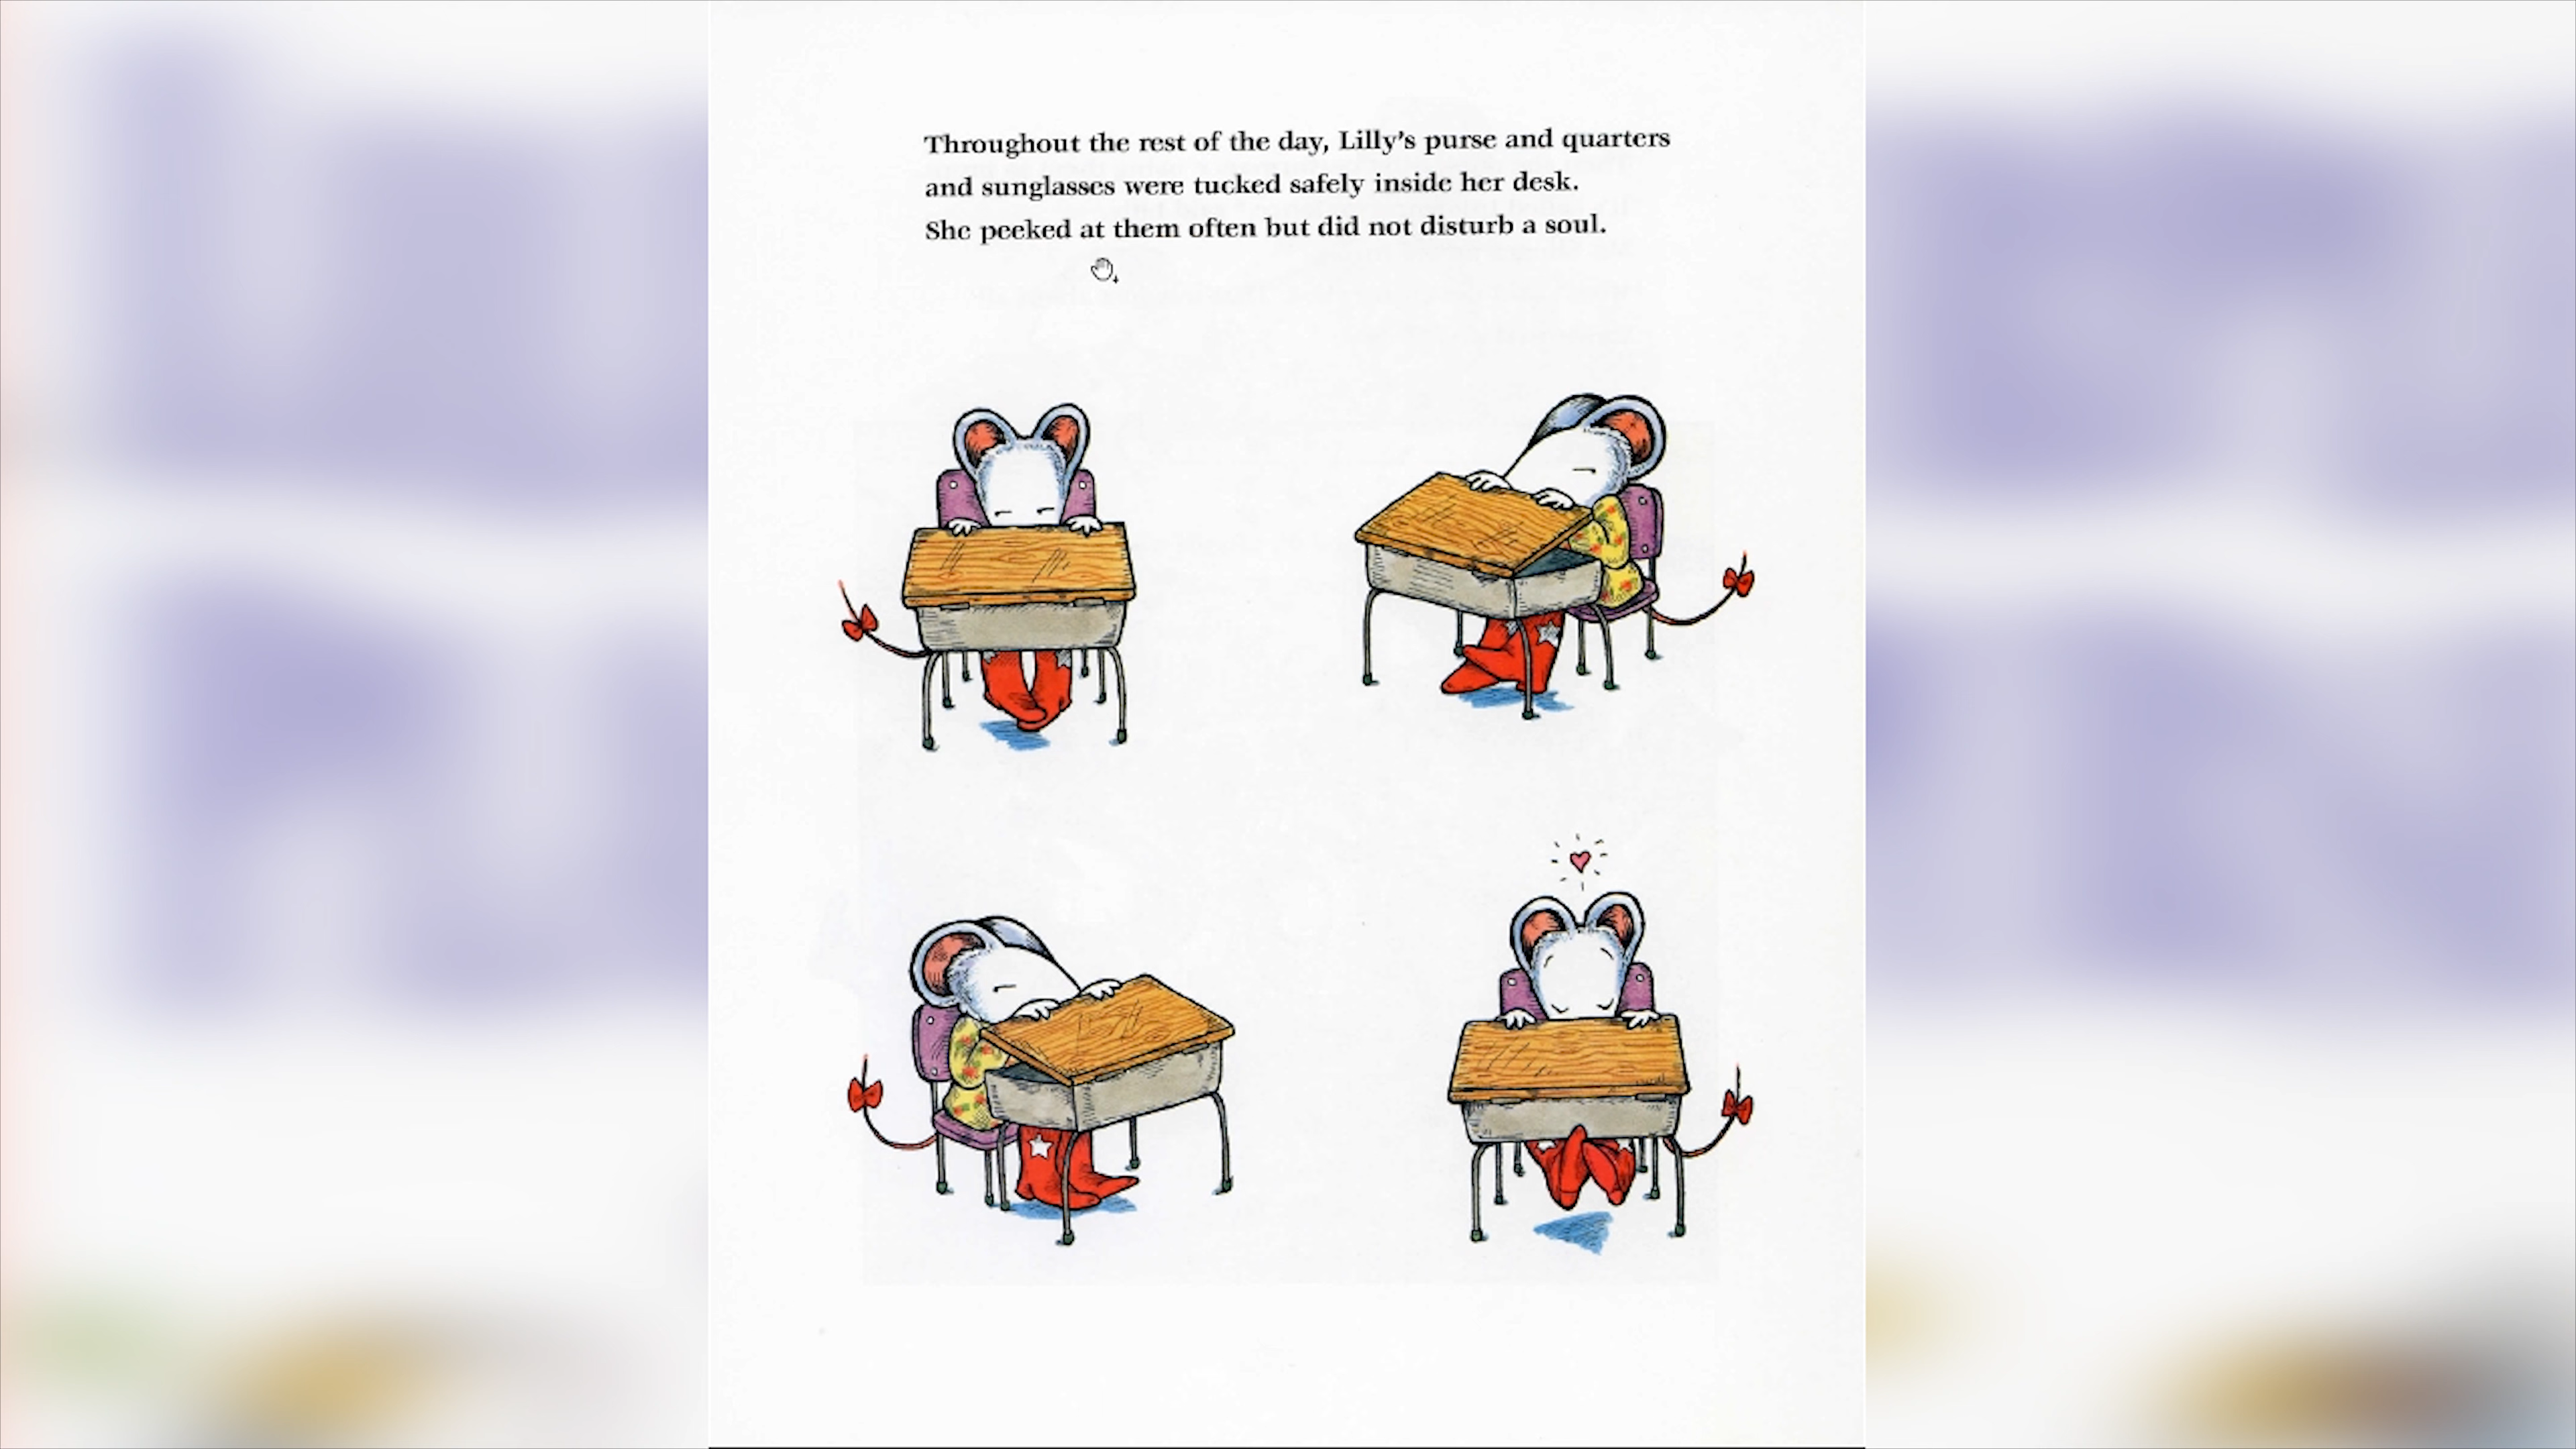 Throughout the rest of the day, Lilly's purse and quarters
and sunglasses were tucked safely inside her desk.
She peeked at them often but did not disturb a soul.